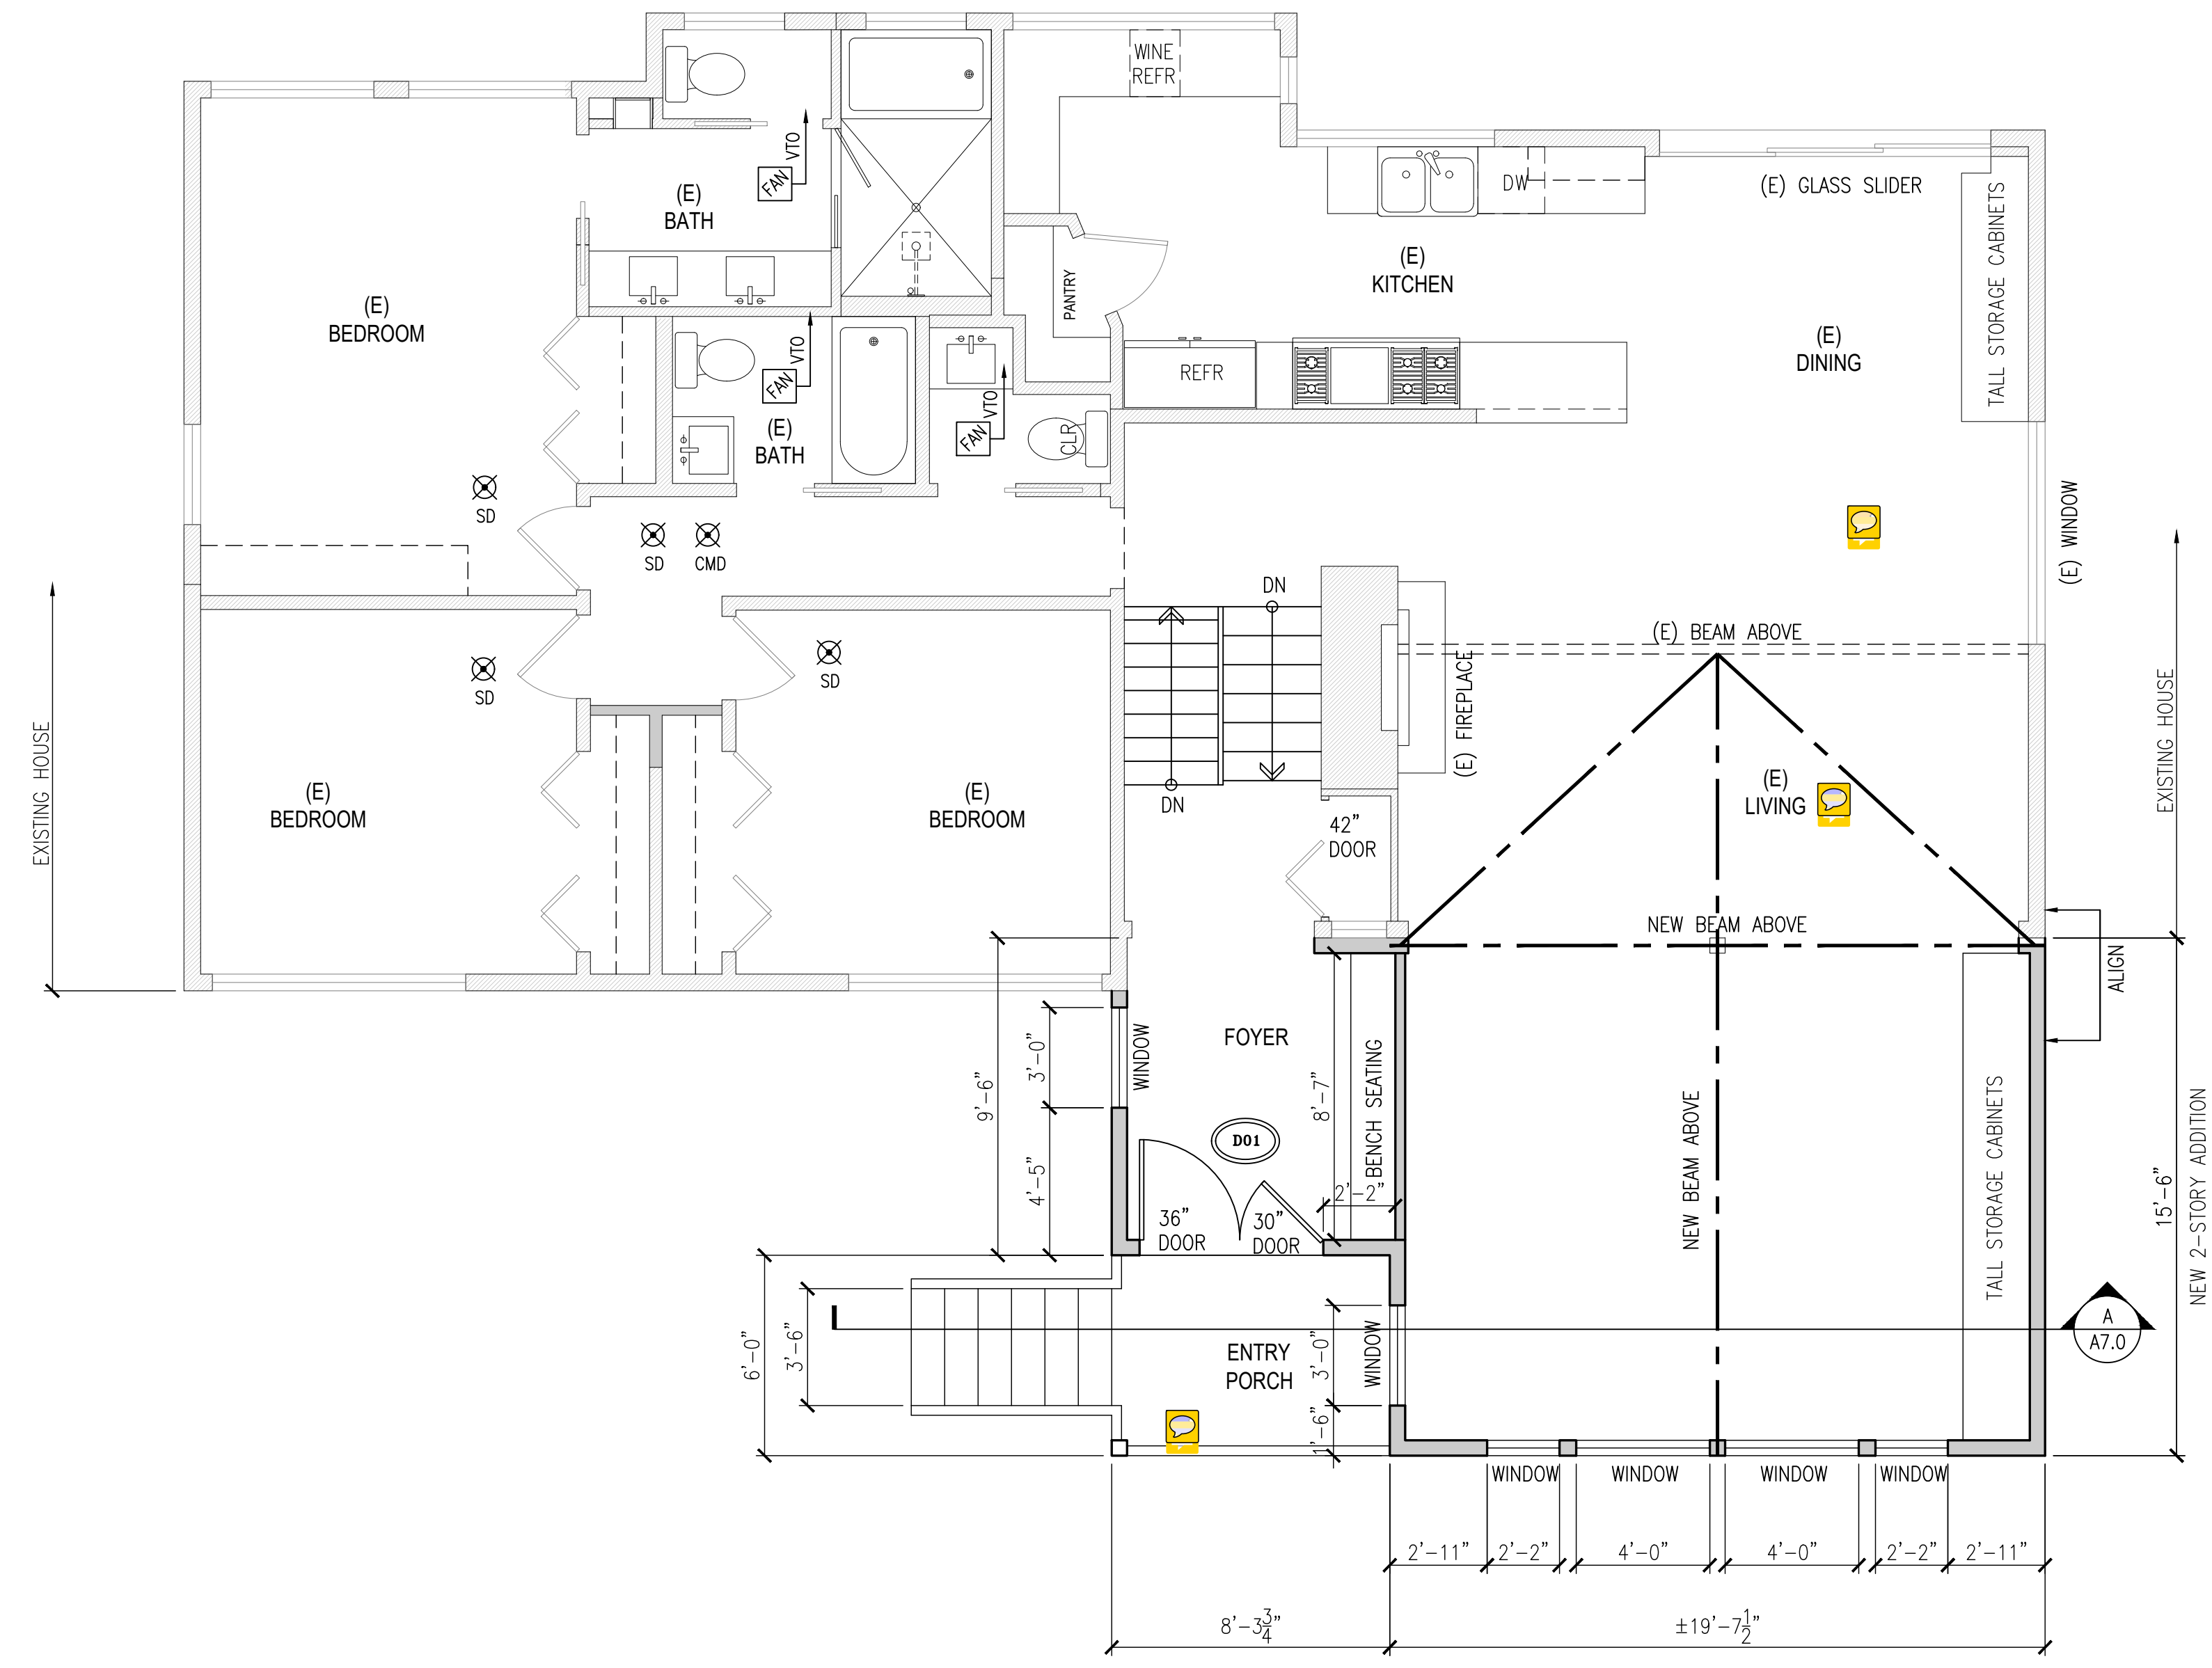 WINE
REFR
VTO
FAN
(E)
BATH
DW
(E) GLASS SLIDER
TALL STORAGE CABINETS
(E)
KITCHEN
PANTRY
(E)
BEDROOM
VTO
FAN
(E)
BATH
VTO
FAN
CLR
REFR
(E)
DINING
SD
SD
CMD
(E) WINDOW
DN
(E) BEAM ABOVE
SD
SD
(E) FIREPLACE
EXISTING HOUSE
EXISTING HOUSE
(E)
BEDROOM
(E)
BEDROOM
DN
(E)
LIVING
42"
DOOR
NEW BEAM ABOVE
ALIGN
FOYER
WINDOW
3'-0"
9'-6"
4'-5"
8'-7"
BENCH SEATING
D01
2'-2"
36"
DOOR
30"
DOOR
NEW BEAM ABOVE
TALL STORAGE CABINETS
15'-6"
NEW 2-STORY ADDITION
6'-0"
3'-6"
ENTRY
PORCH
3'-0"
WINDOW
1'-6"
A
A7.0
WINDOW WINDOW WINDOW WINDOW
2'-11" 2'-2" 4'-0" 4'-0" 2'-2" 2'-11"
8'-3 3/4" ±19'-7 1/2"